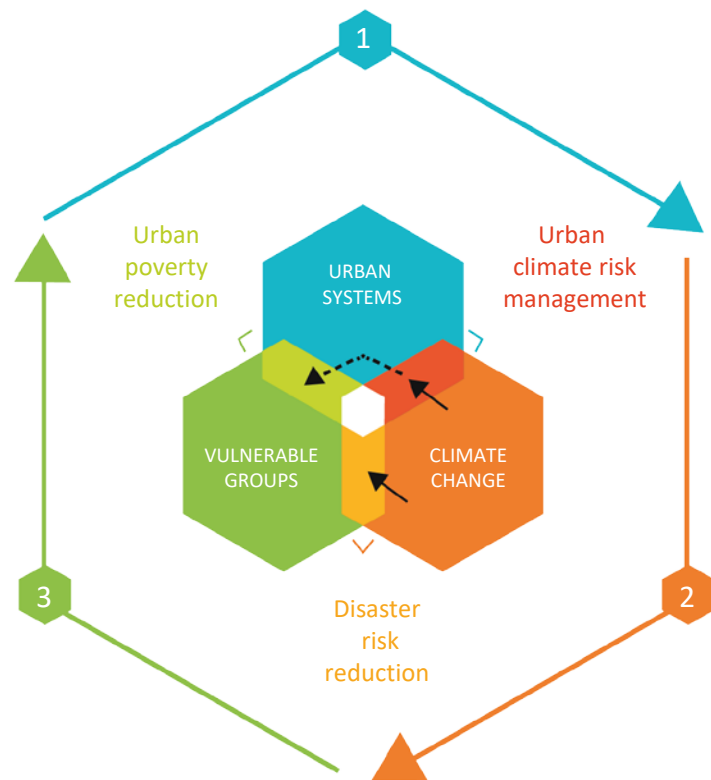 1
Urban
poverty
reduction
Urban
climate risk
management
URBAN
SYSTEMS
VULNERABLE
GROUPS
CLIMATE
CHANGE
3
2
Disaster
risk
reduction